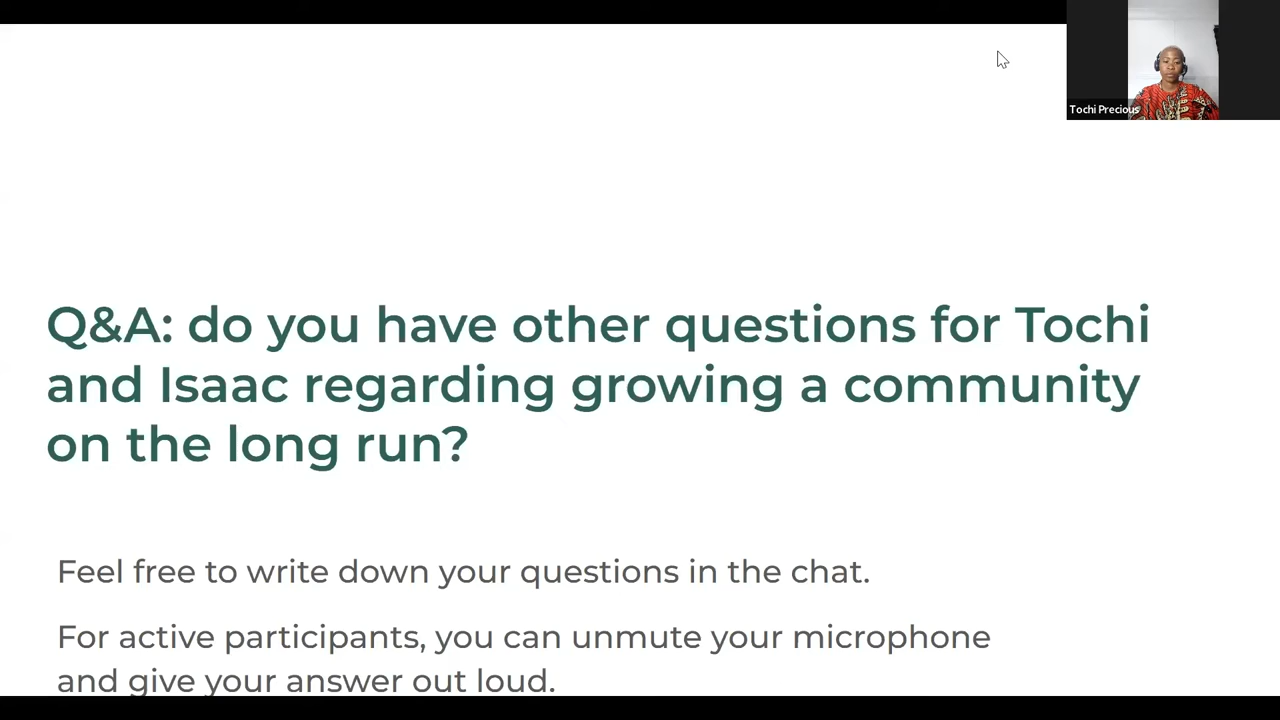 Tochi Precious
Q&A: do you have other questions for Tochi
and Isaac regarding growing a community
on the long run?
Feel free to write down your questions in the chat.
For active participants, you can unmute your microphone
and give your answer out loud.